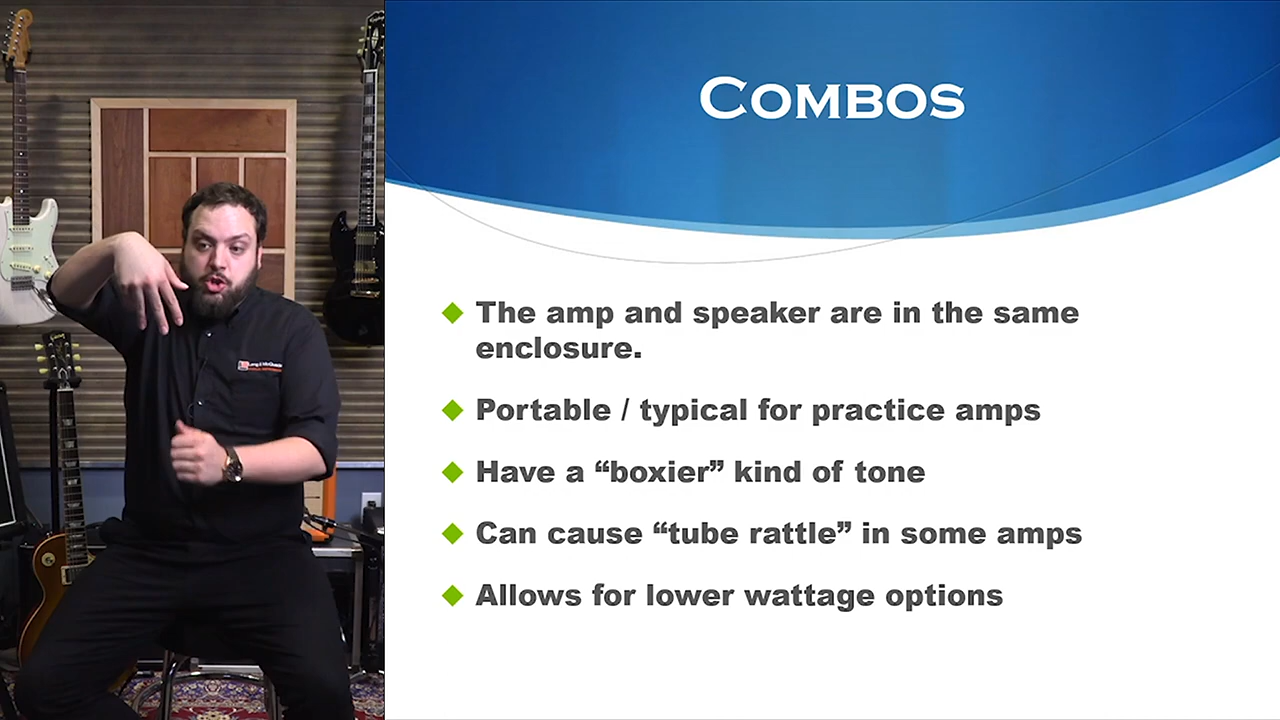 Combos
The amp and speaker are in the same
enclosure.
Portable / typical for practice amps
Have a “boxier” kind of tone
Can cause “tube rattle” in some amps
Allows for lower wattage options